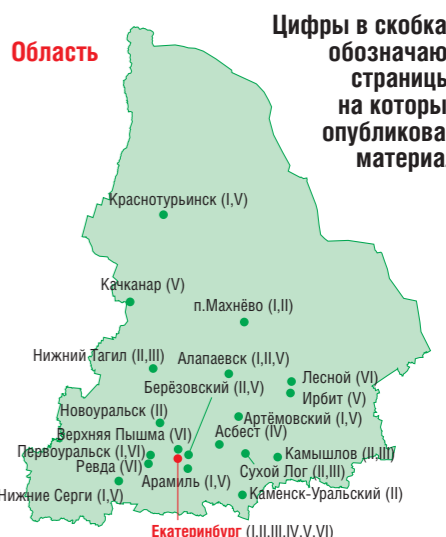 Область
Цифры в скобка
обозначаю
страницы
на которы
опубликова
материа
Краснотурьинск (I,V)
Качканар (V)
п.Махнёво (I,II)
Нижний Тагил (II,III)
Алапаевск (I,II,V)
Лесной (VI)
Берёзовский (II,V)
Ирбит (V)
Новоуральск (II)
Артёмовский (I,V)
Верхняя Пышма (VI)
Асбест (IV)
Первоуральск (I,VI)
Камышлов (II,III)
Ревда (VI)
Сухой Лог (II,III)
Арамиль (I,V)
Нижние Серги (I,V)
Каменск-Уральский (II)
Екатеринбург (I,II,III,IV,V,VI)